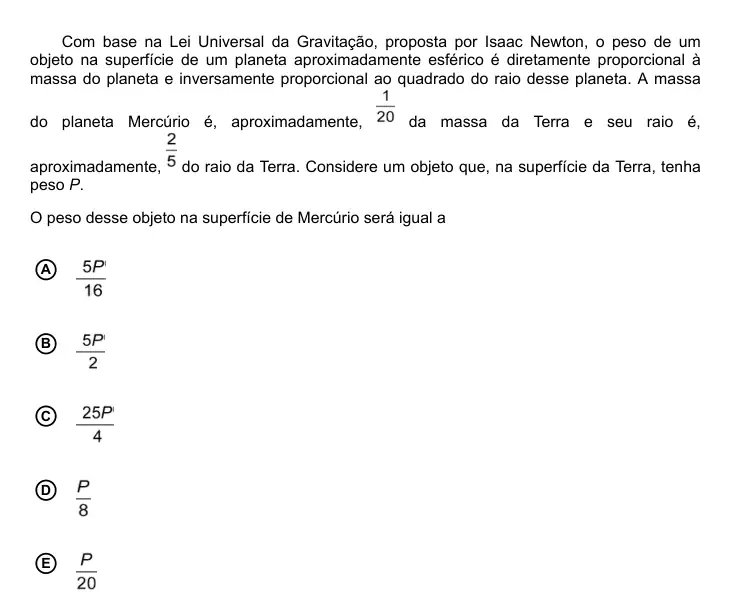 Com base na Lei Universal da Gravitação, proposta por Isaac Newton, o peso de um
objeto na superfície de um planeta aproximadamente esférico é diretamente proporcional à
massa do planeta e inversamente proporcional ao quadrado do raio desse planeta. A massa
do planeta Mercúrio é, aproximadamente, 1/20 da massa da Terra e seu raio é,
aproximadamente, 2/5 do raio da Terra. Considere um objeto que, na superfície da Terra, tenha
peso P.
O peso desse objeto na superfície de Mercúrio será igual a
A 5P/16
B 5P/2
C 25P/4
D P/8
E P/20